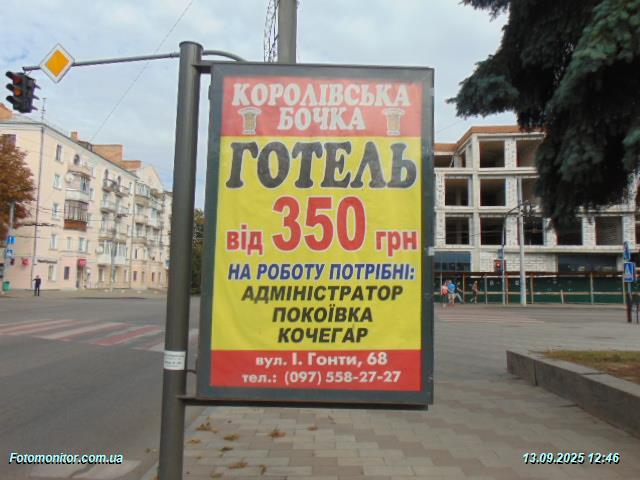 КОРОЛІВСЬКА
БОЧКА
ГОТЕЛЬ
від 350 грн
НА РОБОТУ ПОТРІБНІ:
АДМІНІСТРАТОР
ПОКОЇВКА
КОЧЕГАР
вул. І. Гонти, 68
тел.: (097) 558-27-27
Fotomonitor.com.ua
13.09.2025 12:46